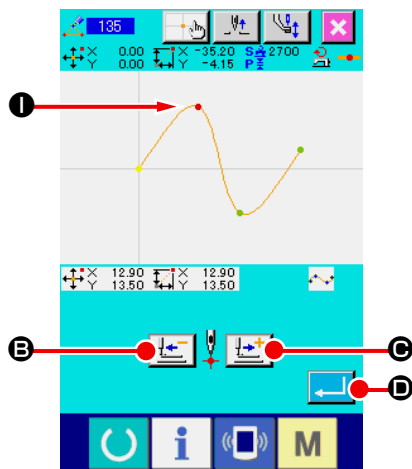 135
X 0.00 X -35.20 S 2700
Y 0.00 Y -4.15 P
I
X 12.90 X 12.90
Y 13.50 Y 13.50
B
C
D
i M